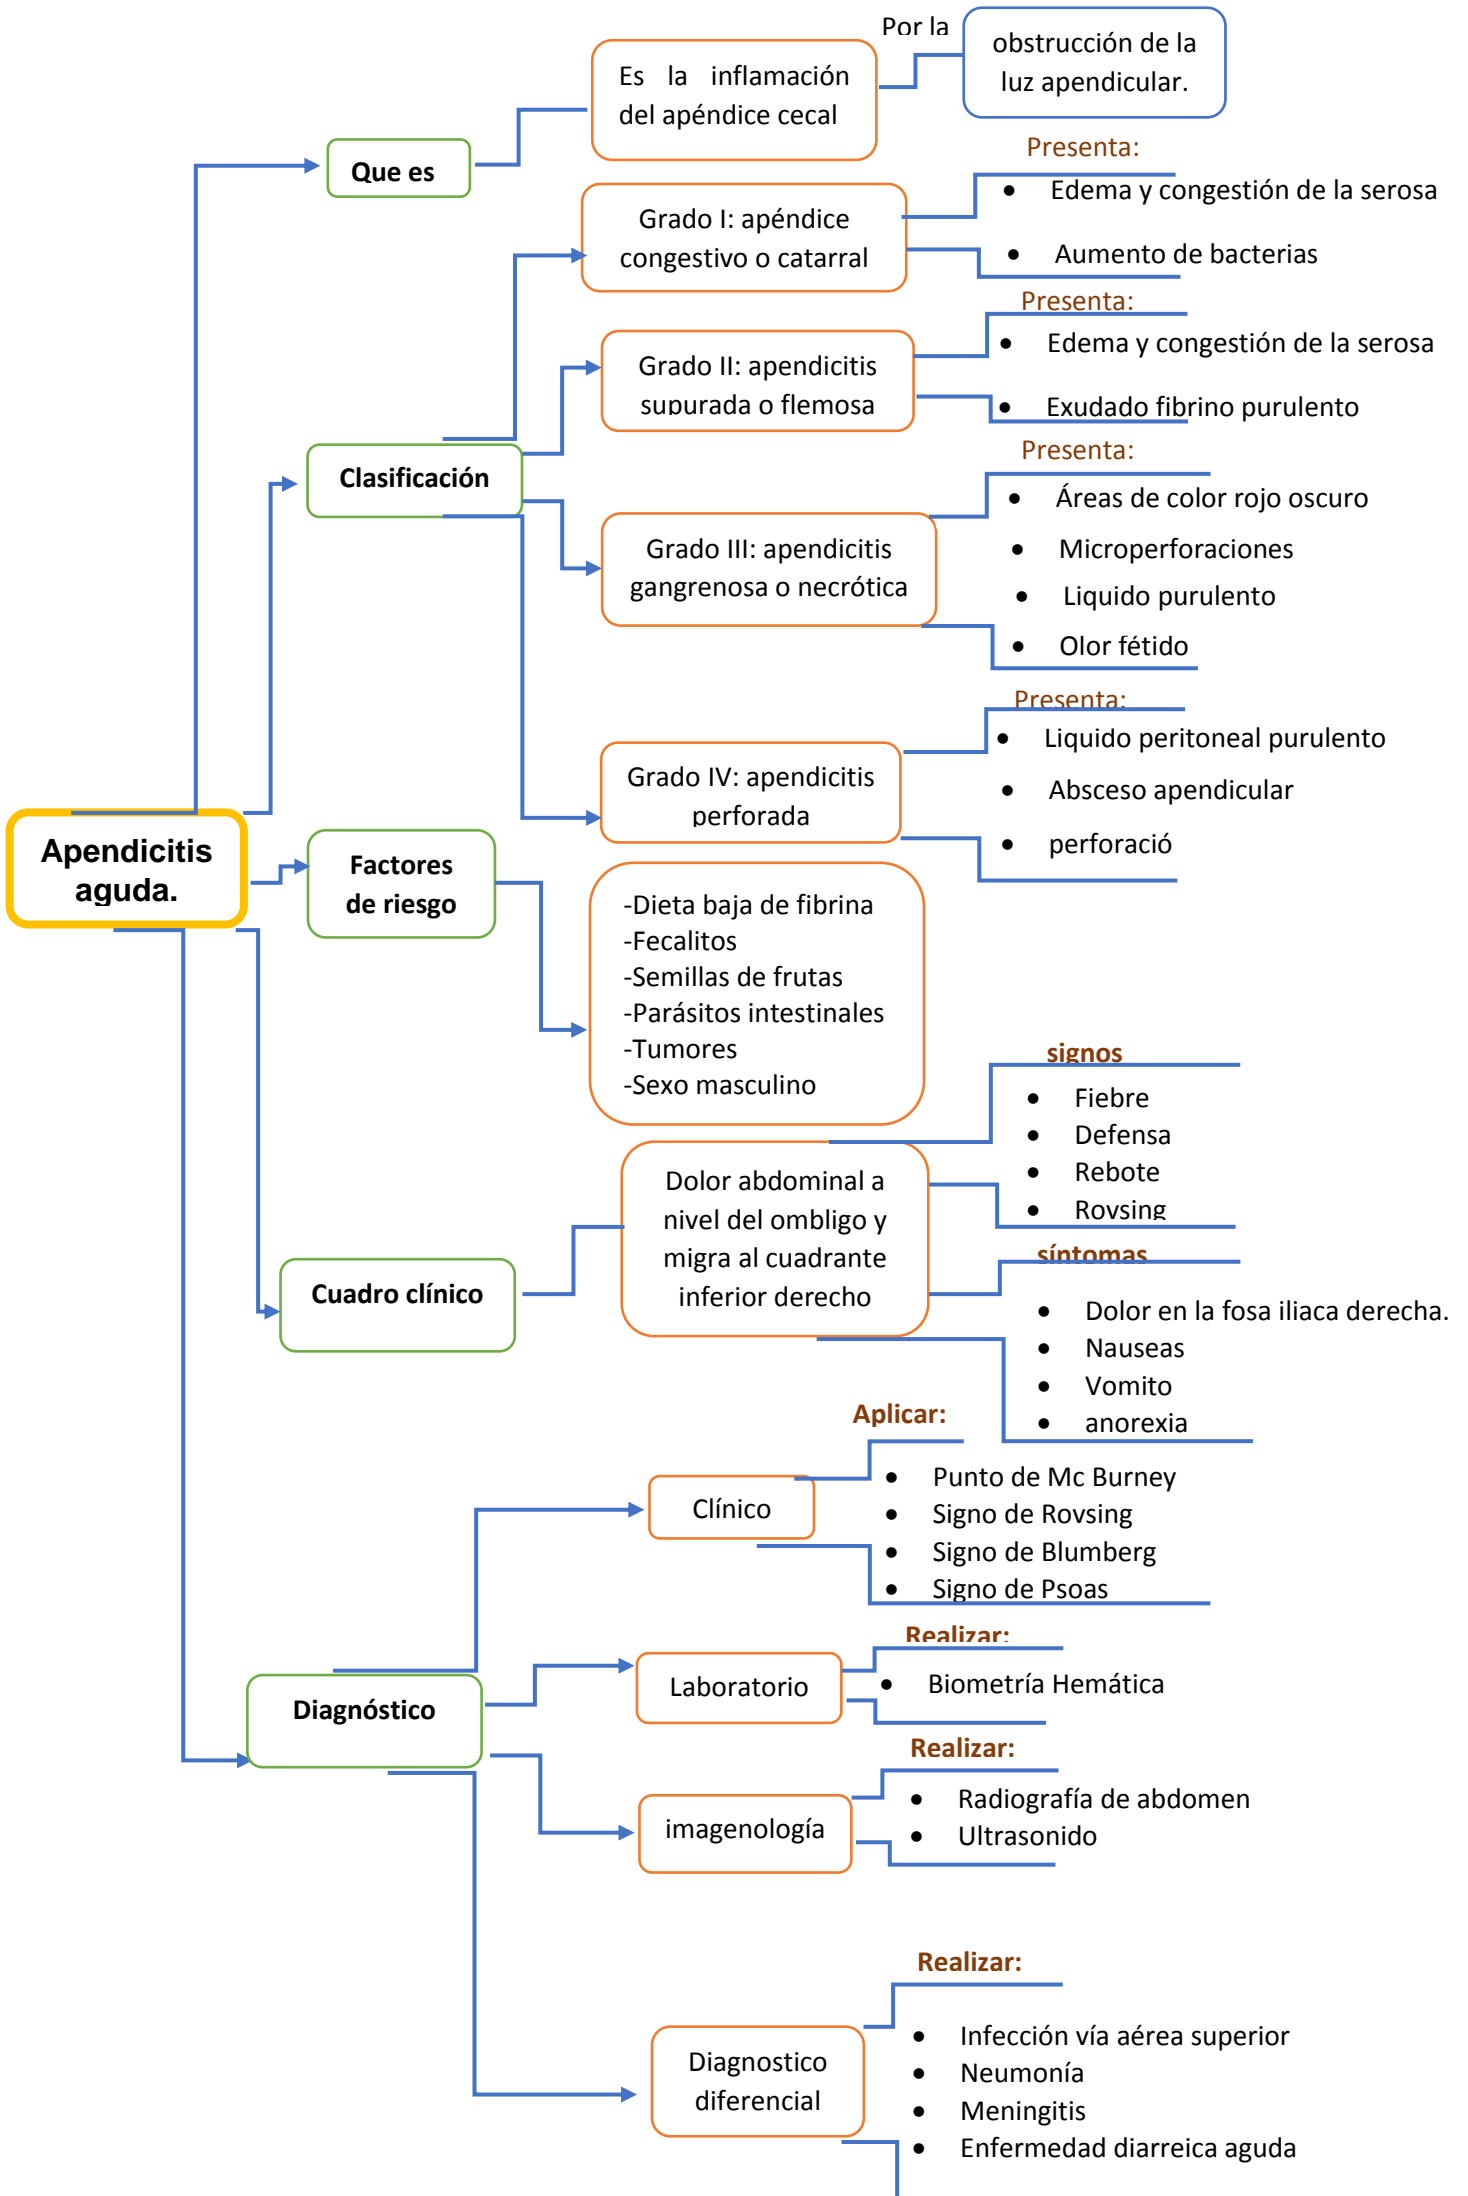 Por la
obstrucción de la
luz apendicular.
Es la inflamación
del apéndice cecal
Que es
Presenta:
• Edema y congestión de la serosa
• Aumento de bacterias
Grado I: apéndice
congestivo o catarral
Presenta:
• Edema y congestión de la serosa
• Exudado fibrino purulento
Grado II: apendicitis
supurada o flemosa
Clasificación
Presenta:
• Áreas de color rojo oscuro
• Microperforaciones
• Liquido purulento
• Olor fétido
Grado III: apendicitis
gangrenosa o necrótica
Presenta:
• Liquido peritoneal purulento
• Absceso apendicular
• perforació
Grado IV: apendicitis
perforada
Apendicitis
aguda.
Factores
de riesgo
-Dieta baja de fibrina
-Fecalitos
-Semillas de frutas
-Parásitos intestinales
-Tumores
-Sexo masculino
signos
• Fiebre
• Defensa
• Rebote
• Rovsing
Dolor abdominal a
nivel del ombligo y
migra al cuadrante
inferior derecho
Cuadro clínico
síntomas
• Dolor en la fosa iliaca derecha.
• Nauseas
• Vomito
• anorexia
Aplicar:
• Punto de Mc Burney
• Signo de Rovsing
• Signo de Blumberg
• Signo de Psoas
Clínico
Realizar:
• Biometría Hemática
Laboratorio
Diagnóstico
Realizar:
• Radiografía de abdomen
• Ultrasonido
imagenología
Realizar:
• Infección vía aérea superior
• Neumonía
• Meningitis
• Enfermedad diarreica aguda
Diagnostico
diferencial